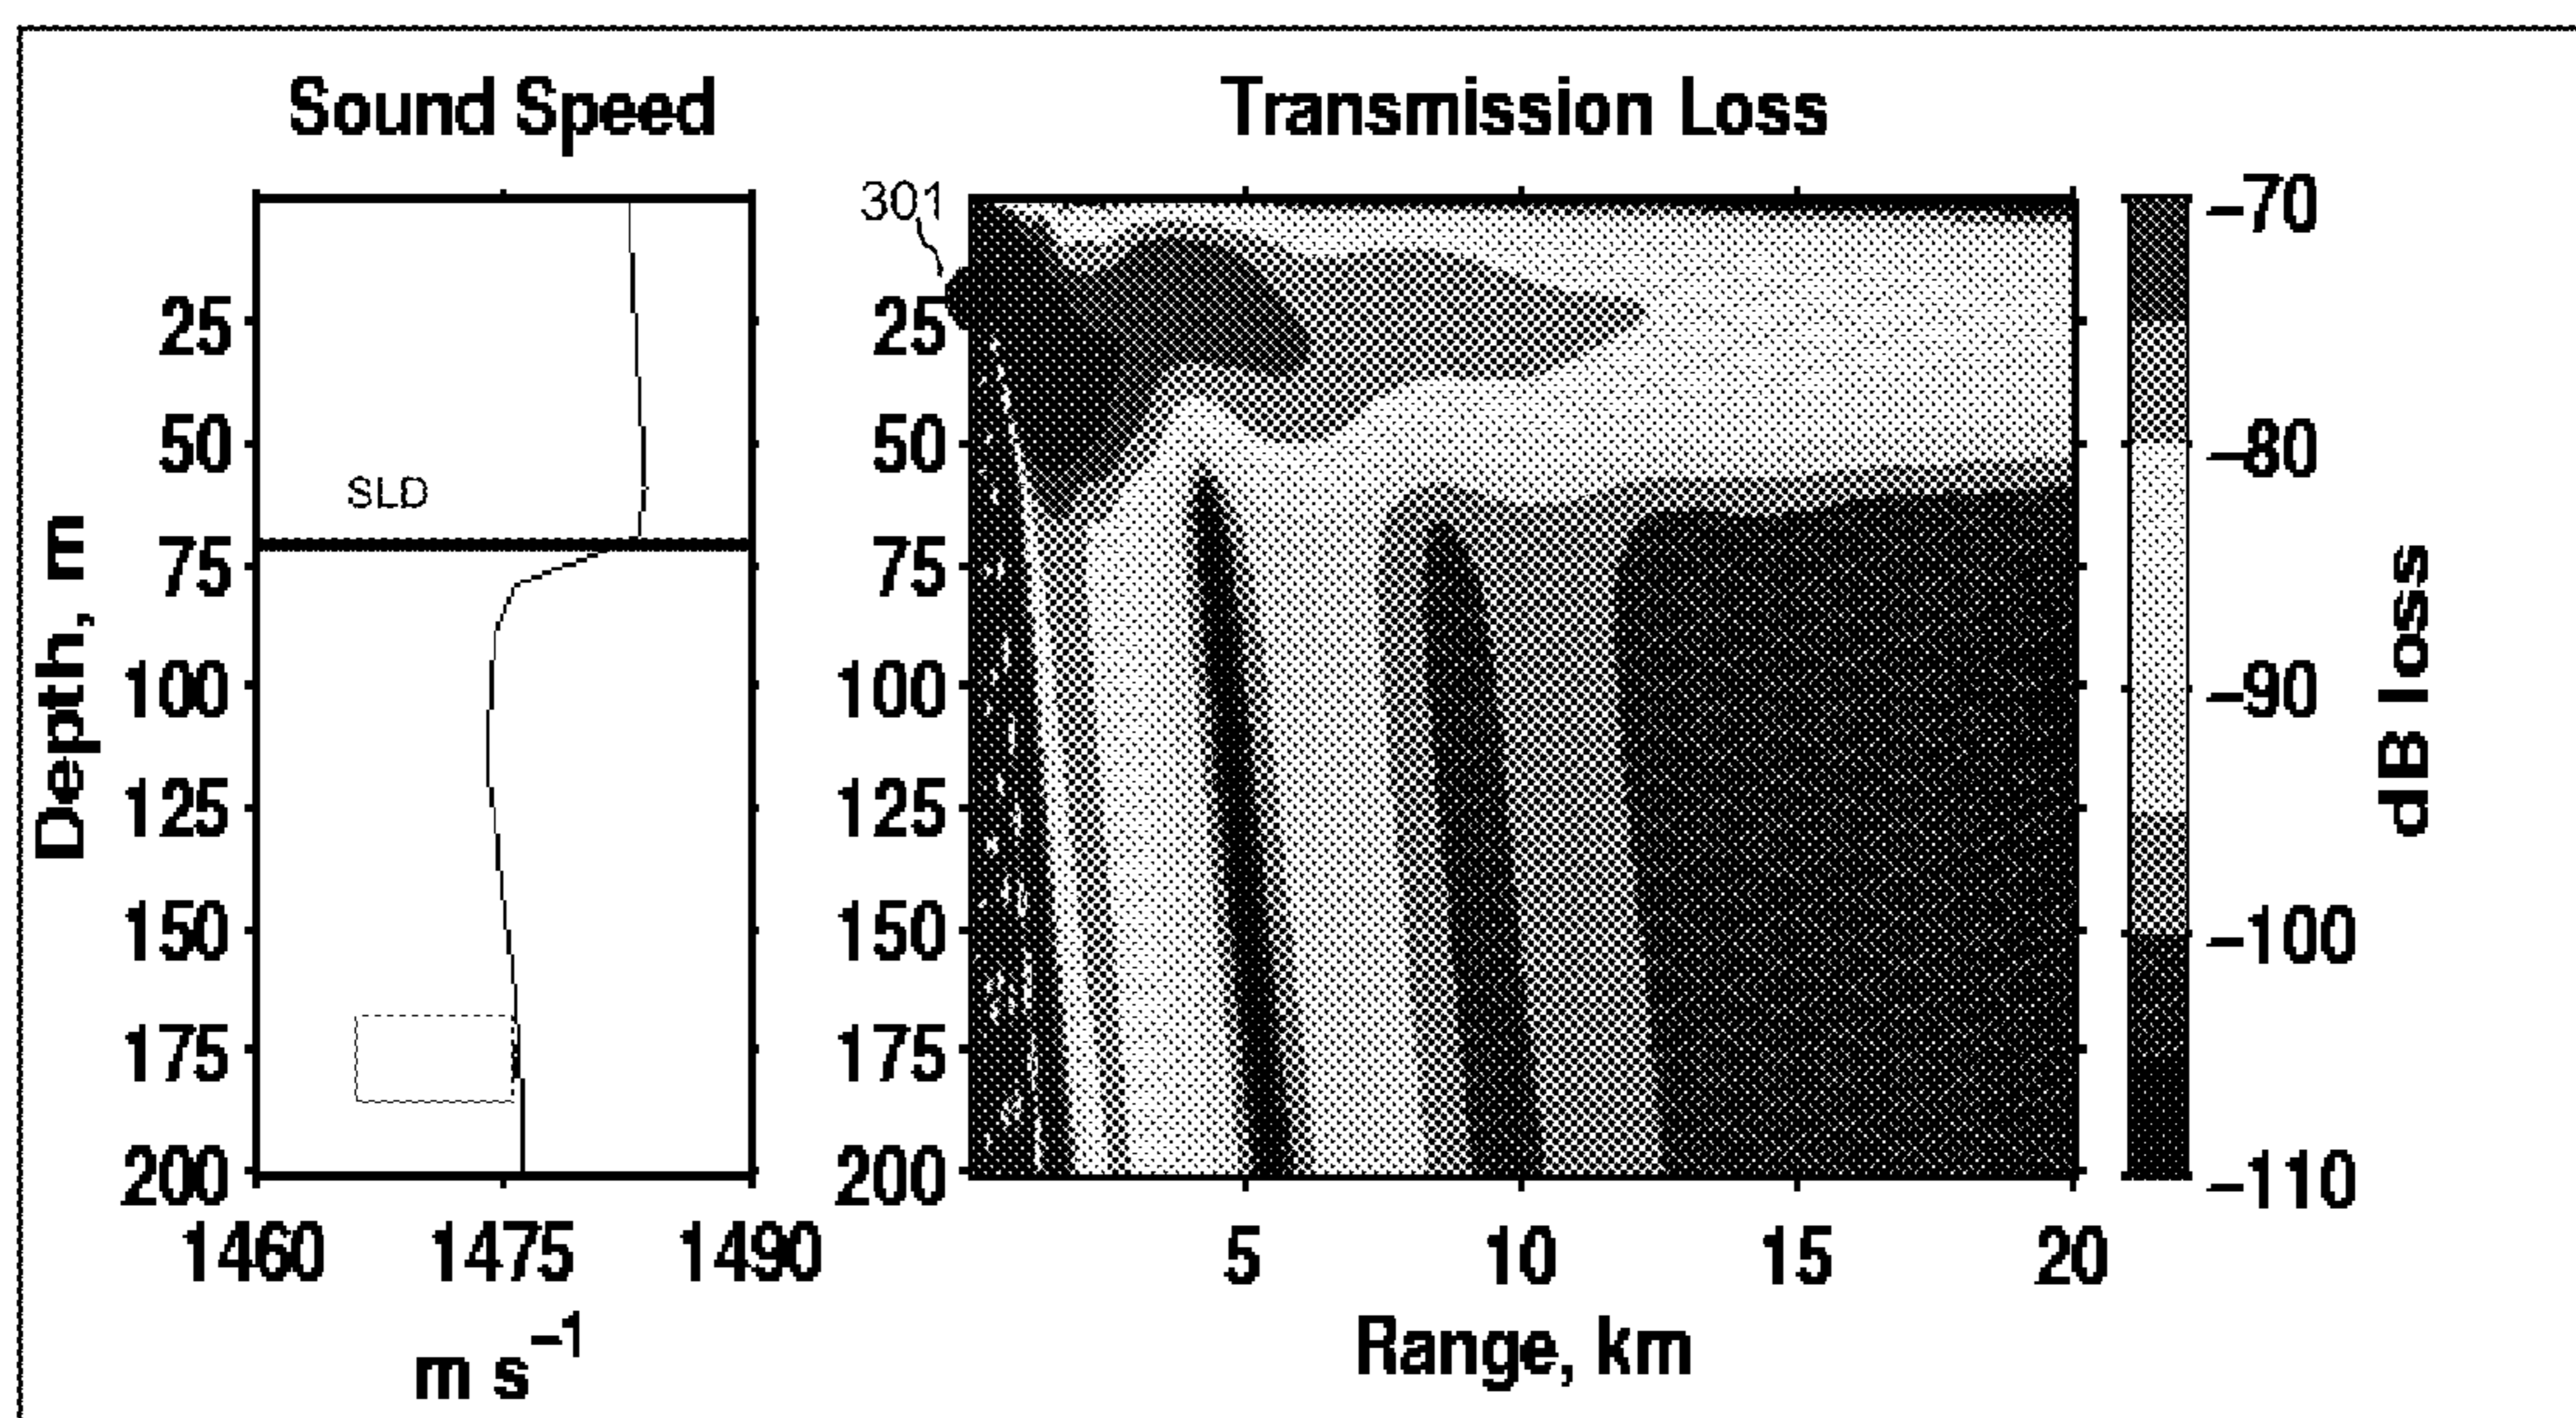 Sound Speed
Transmission Loss
301
SLD
Depth, m
25
50
75
100
125
150
175
200
1460 1475 1490
m s⁻¹
25
50
75
100
125
150
175
200
5 10 15 20
Range, km
−70
−80
−90
−100
−110
dB loss